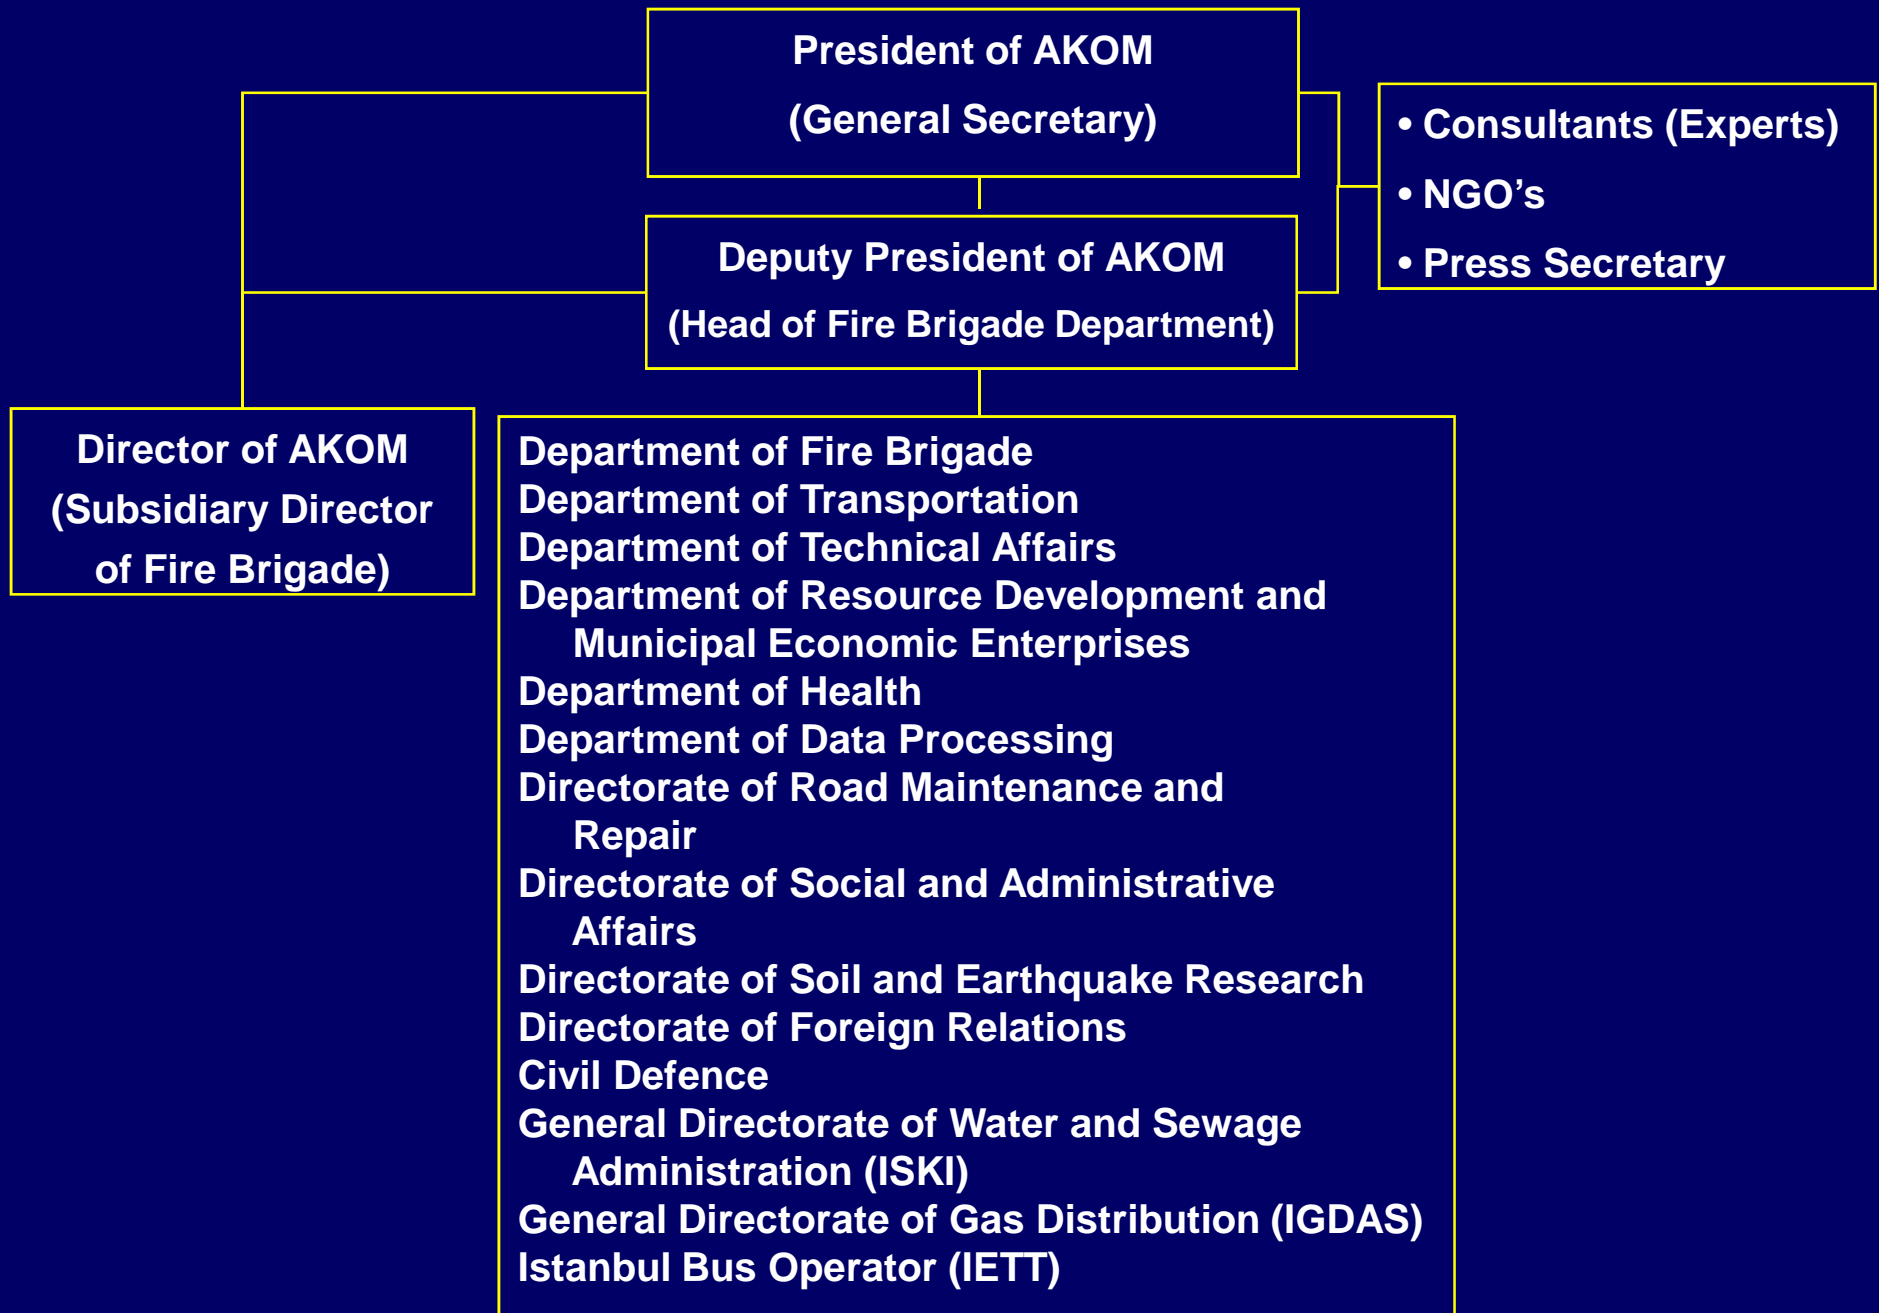 President of AKOM
(General Secretary)
• Consultants (Experts)
• NGO’s
• Press Secretary
Deputy President of AKOM
(Head of Fire Brigade Department)
Director of AKOM
(Subsidiary Director
of Fire Brigade)
Department of Fire Brigade
Department of Transportation
Department of Technical Affairs
Department of Resource Development and
Municipal Economic Enterprises
Department of Health
Department of Data Processing
Directorate of Road Maintenance and
Repair
Directorate of Social and Administrative
Affairs
Directorate of Soil and Earthquake Research
Directorate of Foreign Relations
Civil Defence
General Directorate of Water and Sewage
Administration (ISKI)
General Directorate of Gas Distribution (IGDAS)
Istanbul Bus Operator (IETT)